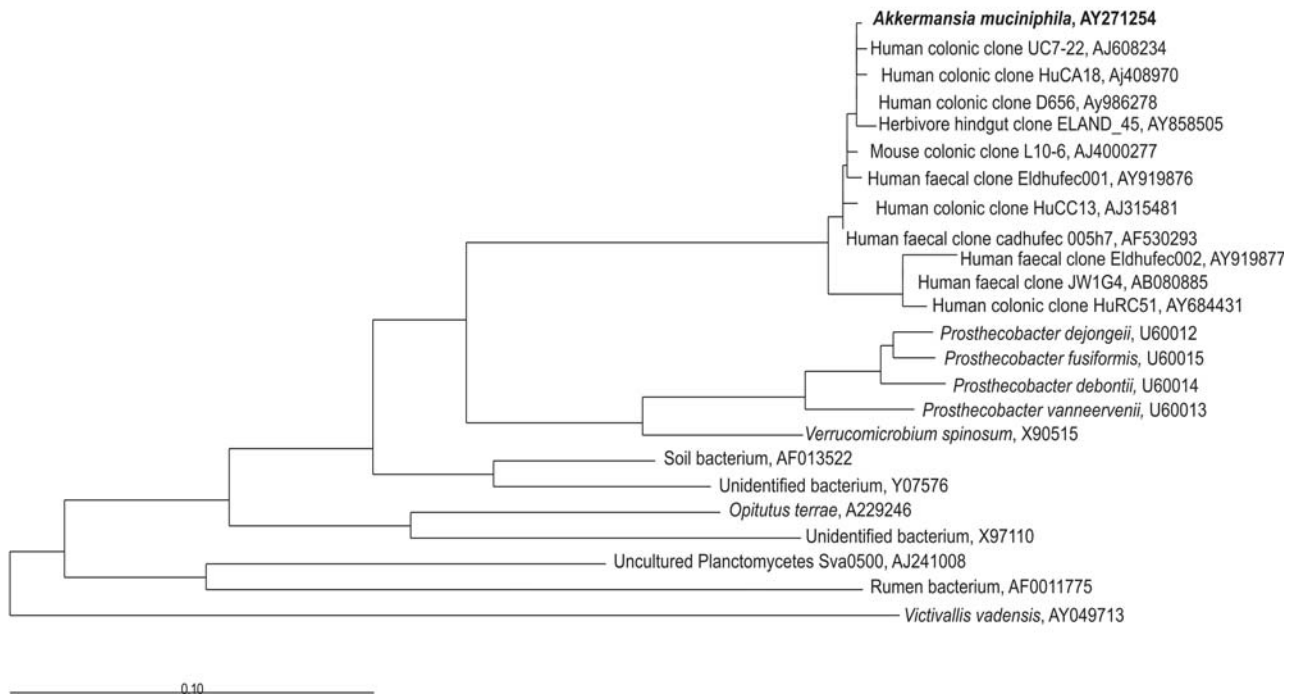 Akkermansia muciniphila, AY271254
Human colonic clone UC7-22, AJ608234
Human colonic clone HuCA18, Aj408970
Human colonic clone D656, Ay986278
Herbivore hindgut clone ELAND_45, AY858505
Mouse colonic clone L10-6, AJ4000277
Human faecal clone Eldhufec001, AY919876
Human colonic clone HuCC13, AJ315481
Human faecal clone cadhufec 005h7, AF530293
Human faecal clone Eldhufec002, AY919877
Human faecal clone JW1G4, AB080885
Human colonic clone HuRC51, AY684431
Prosthecobacter dejongeii, U60012
Prosthecobacter fusiformis, U60015
Prosthecobacter debontii, U60014
Prosthecobacter vanneervenii, U60013
Verrucomicrobium spinosum, X90515
Soil bacterium, AF013522
Unidentified bacterium, Y07576
Opitutus terrae, A229246
Unidentified bacterium, X97110
Uncultured Planctomycetes Sva0500, AJ241008
Rumen bacterium, AF0011775
Victivallis vadensis, AY049713
0.10